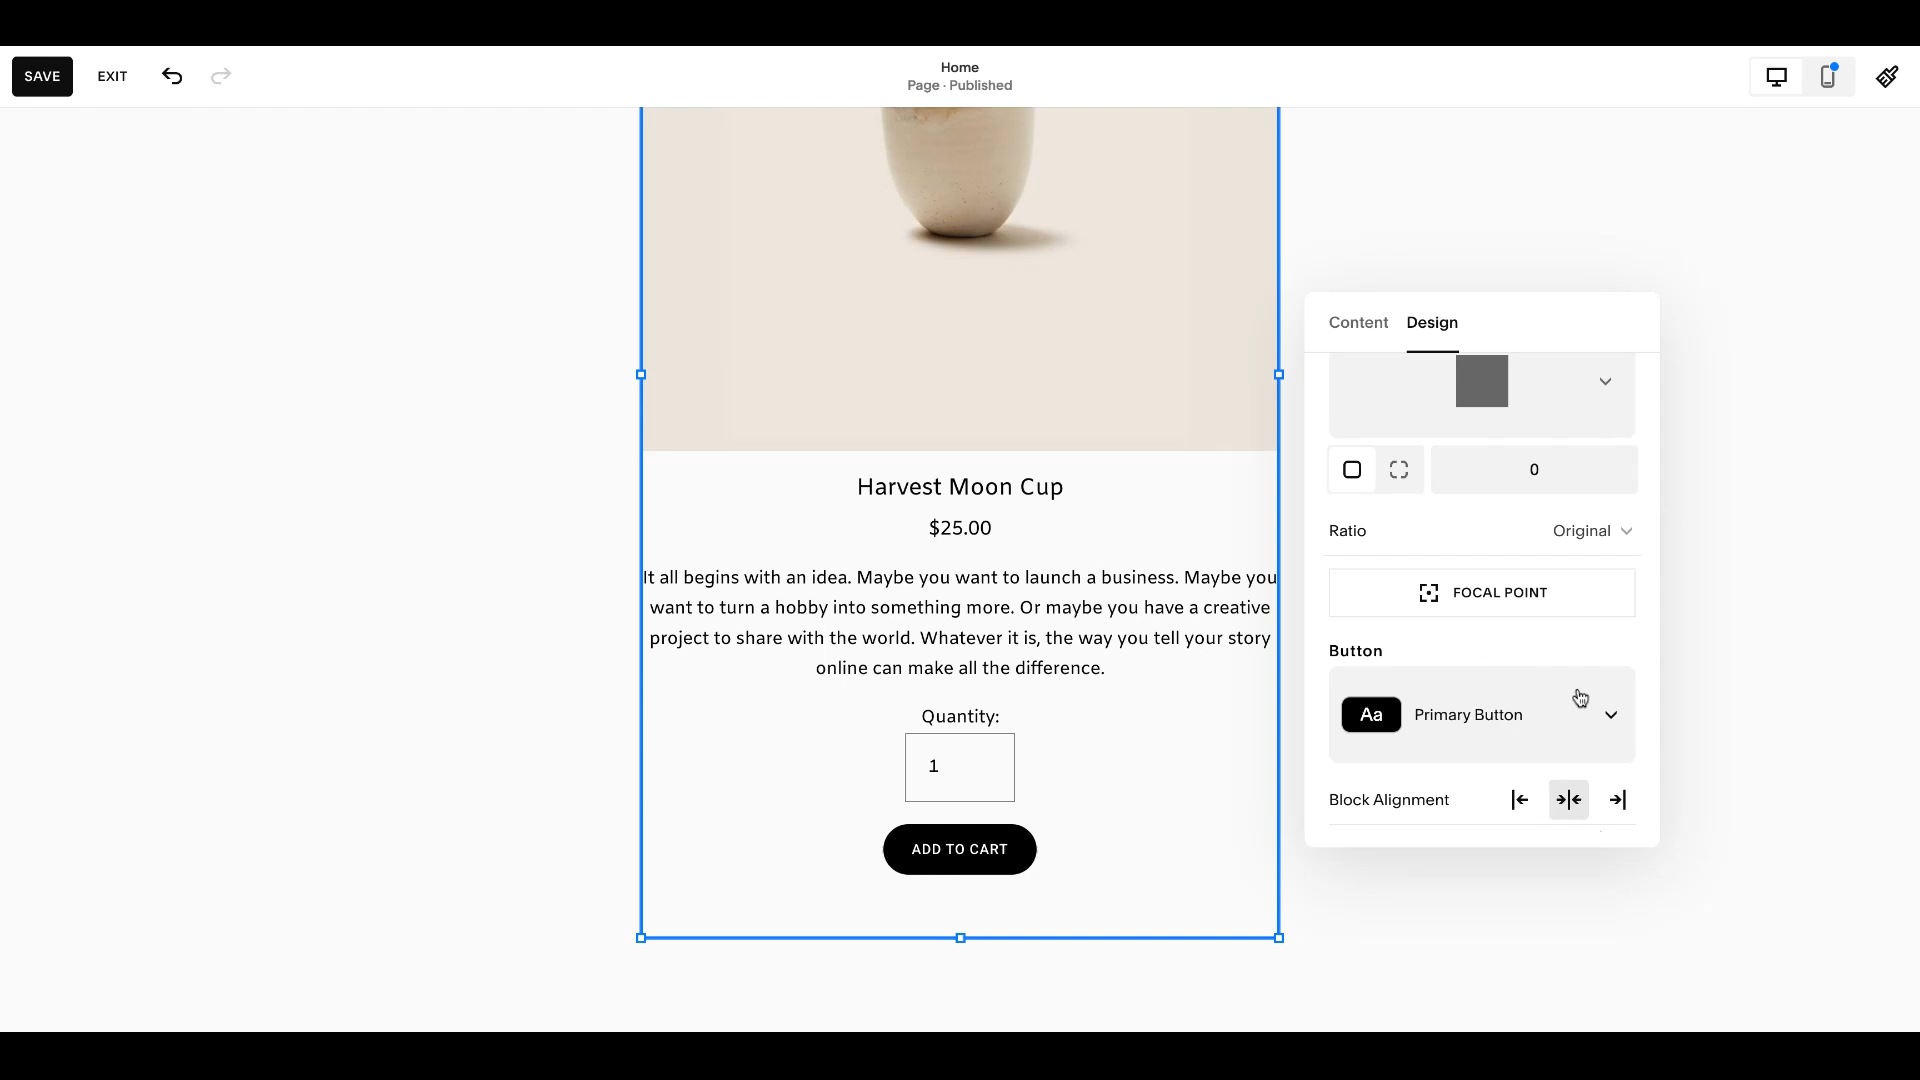 SAVE
EXIT
Home
Page · Published
Content
Design
0
Ratio
Original
FOCAL POINT
Button
Aa
Primary Button
Block Alignment
Harvest Moon Cup
$25.00
It all begins with an idea. Maybe you want to launch a business. Maybe you
want to turn a hobby into something more. Or maybe you have a creative
project to share with the world. Whatever it is, the way you tell your story
online can make all the difference.
Quantity:
1
ADD TO CART